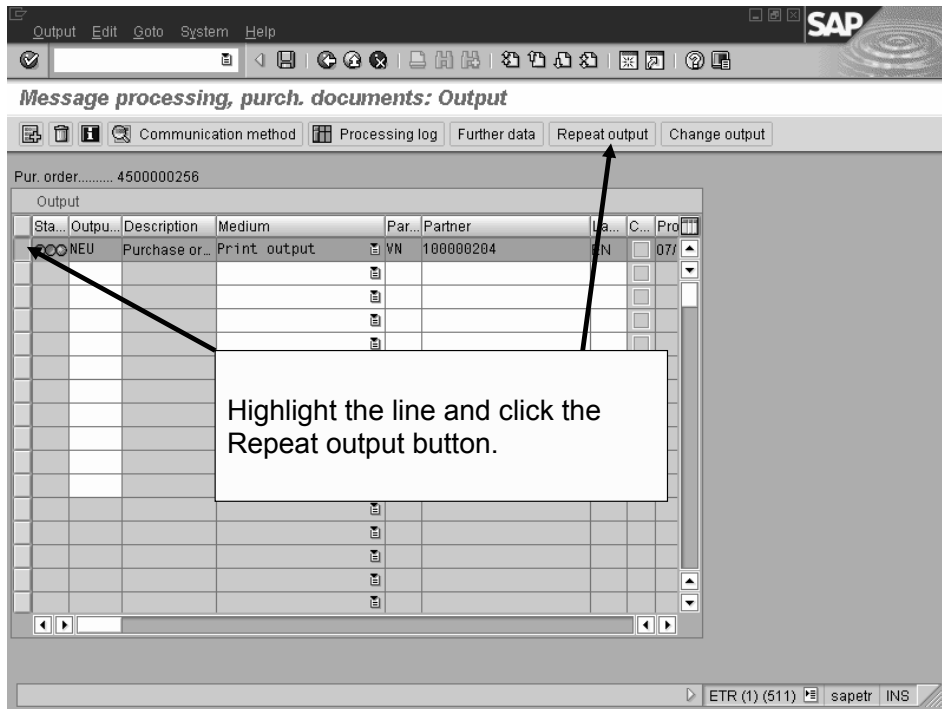 Output Edit Goto System Help
SAP
Message processing, purch. documents: Output
Communication method Processing log Further data Repeat output Change output
Pur. order.......... 4500000256
Output
Sta... Outpu... Description Medium Par... Partner La... C... Pro
NEU Purchase or... Print output VN 100000204 EN 07/
Highlight the line and click the
Repeat output button.
ETR (1) (511) sapetr INS